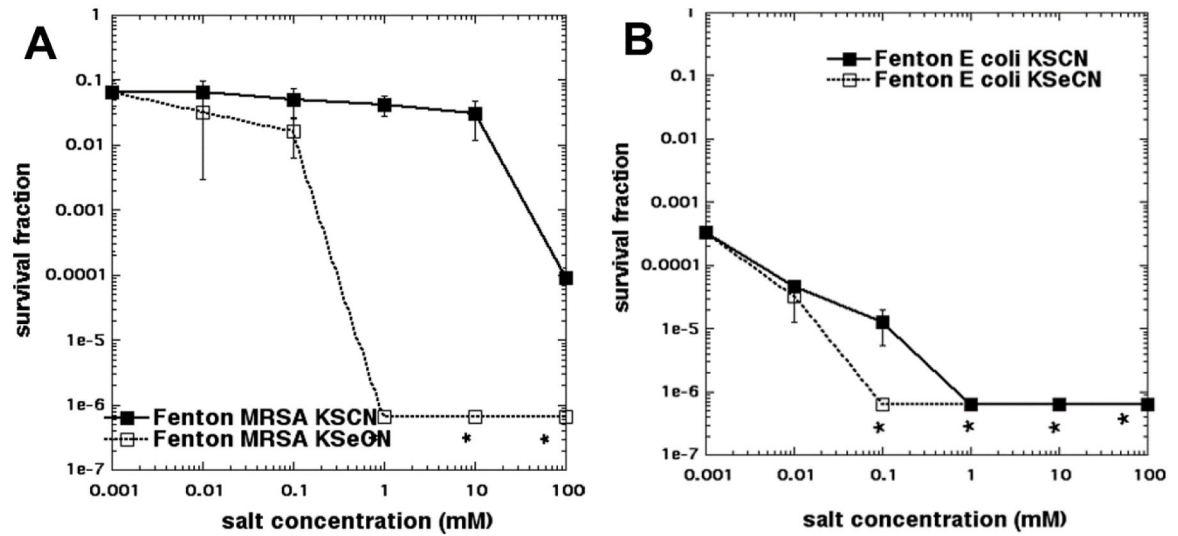 A
survival fraction
1
0.1
0.01
0.001
0.0001
1e-5
1e-6
1e-7
Fenton MRSA KSCN
Fenton MRSA KSeCN
* * *
0.001 0.01 0.1 1 10 100
salt concentration (mM)
B
survival fraction
1
0.1
0.01
0.001
0.0001
1e-5
1e-6
1e-7
Fenton E coli KSCN
Fenton E coli KSeCN
* * * *
0.001 0.01 0.1 1 10 100
salt concentration (mM)